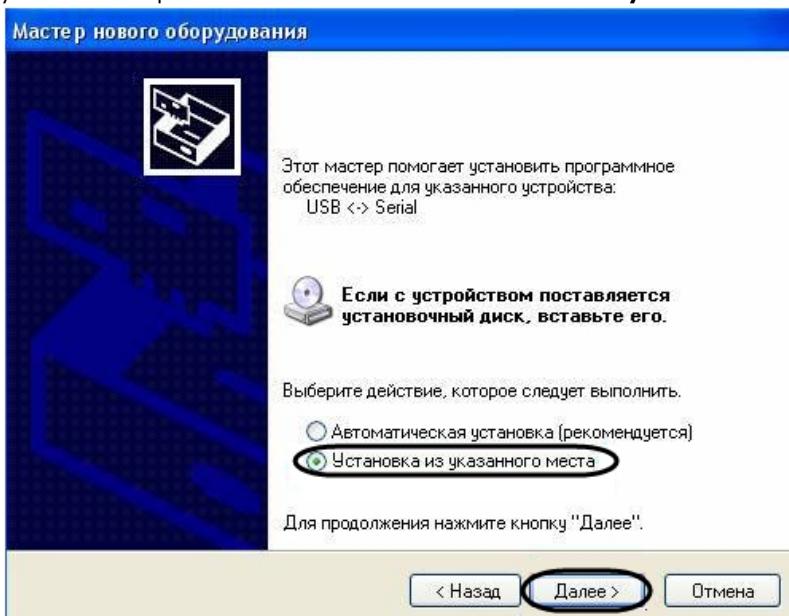 Мастер нового оборудования
Этот мастер помогает установить программное
обеспечение для указанного устройства:
USB <-> Serial
Если с устройством поставляется
установочный диск, вставьте его.
Выберите действие, которое следует выполнить.
Автоматическая установка (рекомендуется)
Установка из указанного места
Для продолжения нажмите кнопку "Далее".
< Назад
Далее >
Отмена